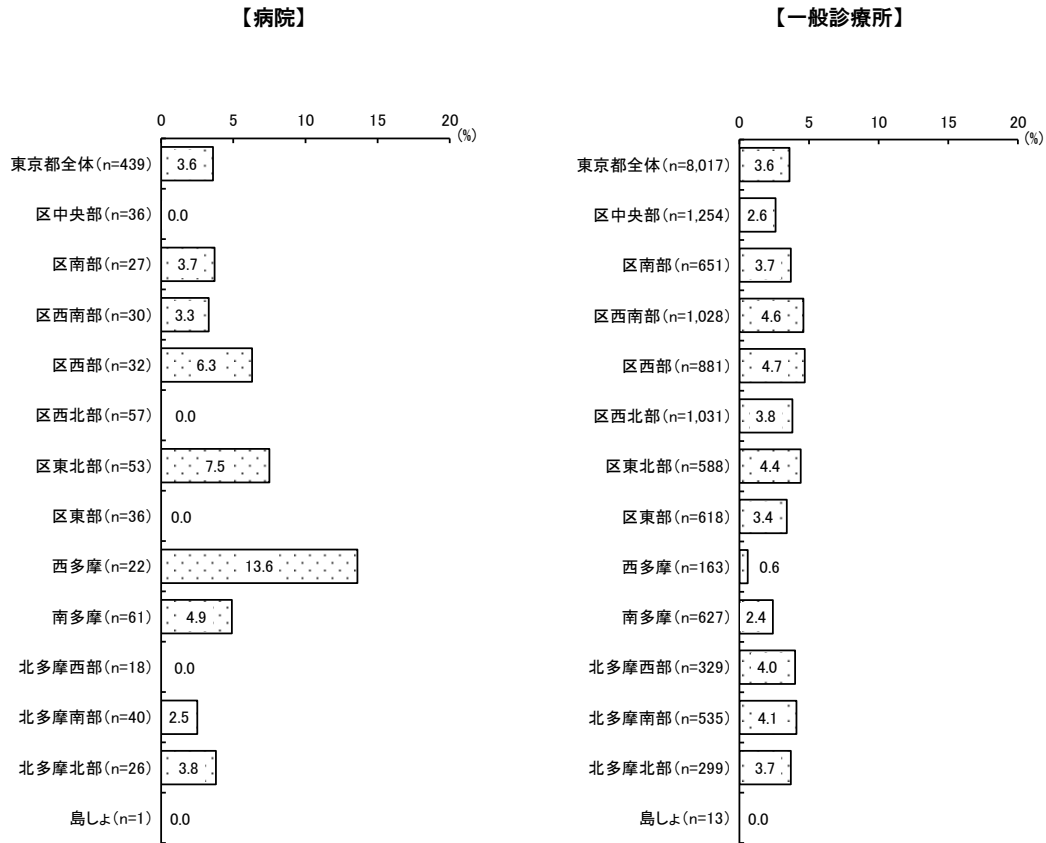 【病院】
0 5 10 15 20
(%)
東京都全体(n=439) 3.6
区中央部(n=36) 0.0
区南部(n=27) 3.7
区西南部(n=30) 3.3
区西部(n=32) 6.3
区西北部(n=57) 0.0
区東北部(n=53) 7.5
区東部(n=36) 0.0
西多摩(n=22) 13.6
南多摩(n=61) 4.9
北多摩西部(n=18) 0.0
北多摩南部(n=40) 2.5
北多摩北部(n=26) 3.8
島しょ(n=1) 0.0
【一般診療所】
0 5 10 15 20
(%)
東京都全体(n=8,017) 3.6
区中央部(n=1,254) 2.6
区南部(n=651) 3.7
区西南部(n=1,028) 4.6
区西部(n=881) 4.7
区西北部(n=1,031) 3.8
区東北部(n=588) 4.4
区東部(n=618) 3.4
西多摩(n=163) 0.6
南多摩(n=627) 2.4
北多摩西部(n=329) 4.0
北多摩南部(n=535) 4.1
北多摩北部(n=299) 3.7
島しょ(n=13) 0.0